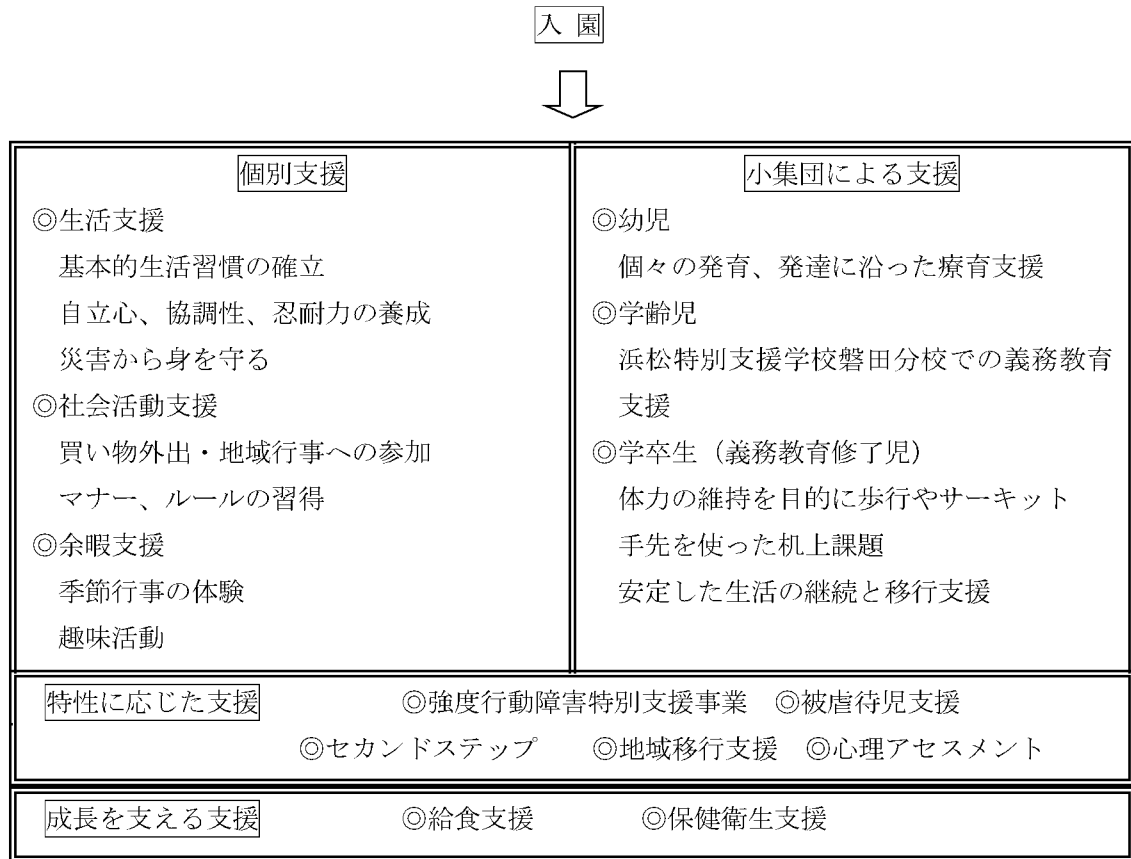 入 園
個別支援
◎生活支援
基本的生活習慣の確立
自立心、協調性、忍耐力の養成
災害から身を守る
◎社会活動支援
買い物外出・地域行事への参加
マナー、ルールの習得
◎余暇支援
季節行事の体験
趣味活動
小集団による支援
◎幼児
個々の発育、発達に沿った療育支援
◎学齢児
浜松特別支援学校磐田分校での義務教育
支援
◎学卒生（義務教育修了児）
体力の維持を目的に歩行やサーキット
手先を使った机上課題
安定した生活の継続と移行支援
特性に応じた支援 ◎強度行動障害特別支援事業 ◎被虐待児支援
◎セカンドステップ ◎地域移行支援 ◎心理アセスメント
成長を支える支援 ◎給食支援 ◎保健衛生支援